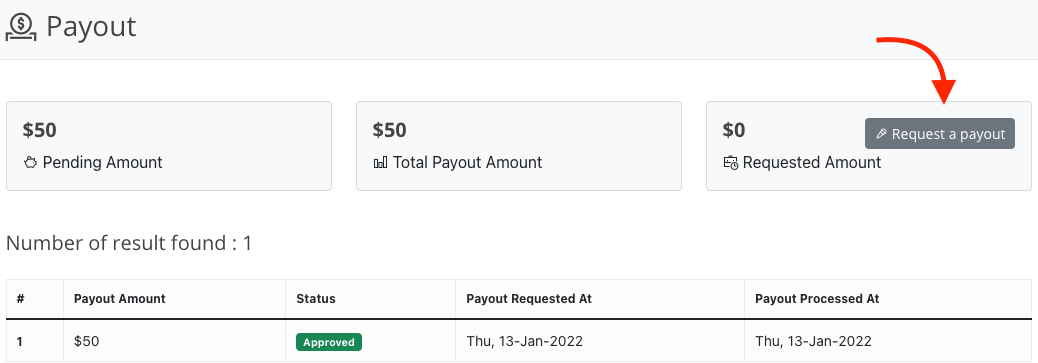 Payout
$50
Pending Amount
$50
Total Payout Amount
$0
Request a payout
Requested Amount
Number of result found : 1
# Payout Amount Status Payout Requested At Payout Processed At
1 $50 Approved Thu, 13-Jan-2022 Thu, 13-Jan-2022